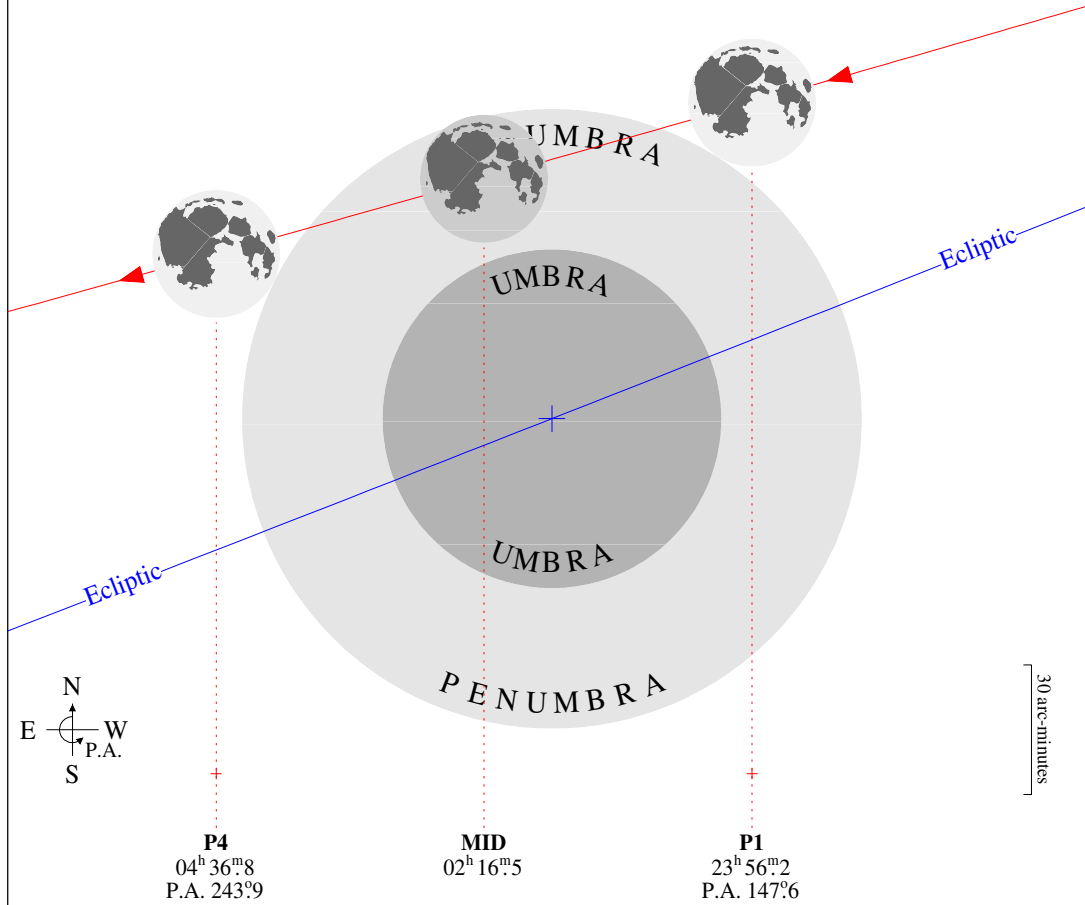 UMBRA
Ecliptic
UMBRA
UMBRA
Ecliptic
PENUMBRA
30 arc-minutes
N
E W
P.A.
S
P4
04ʰ 36ᵐ.8
P.A. 243°.9
MID
02ʰ 16ᵐ.5
P1
23ʰ 56ᵐ.2
P.A. 147°.6